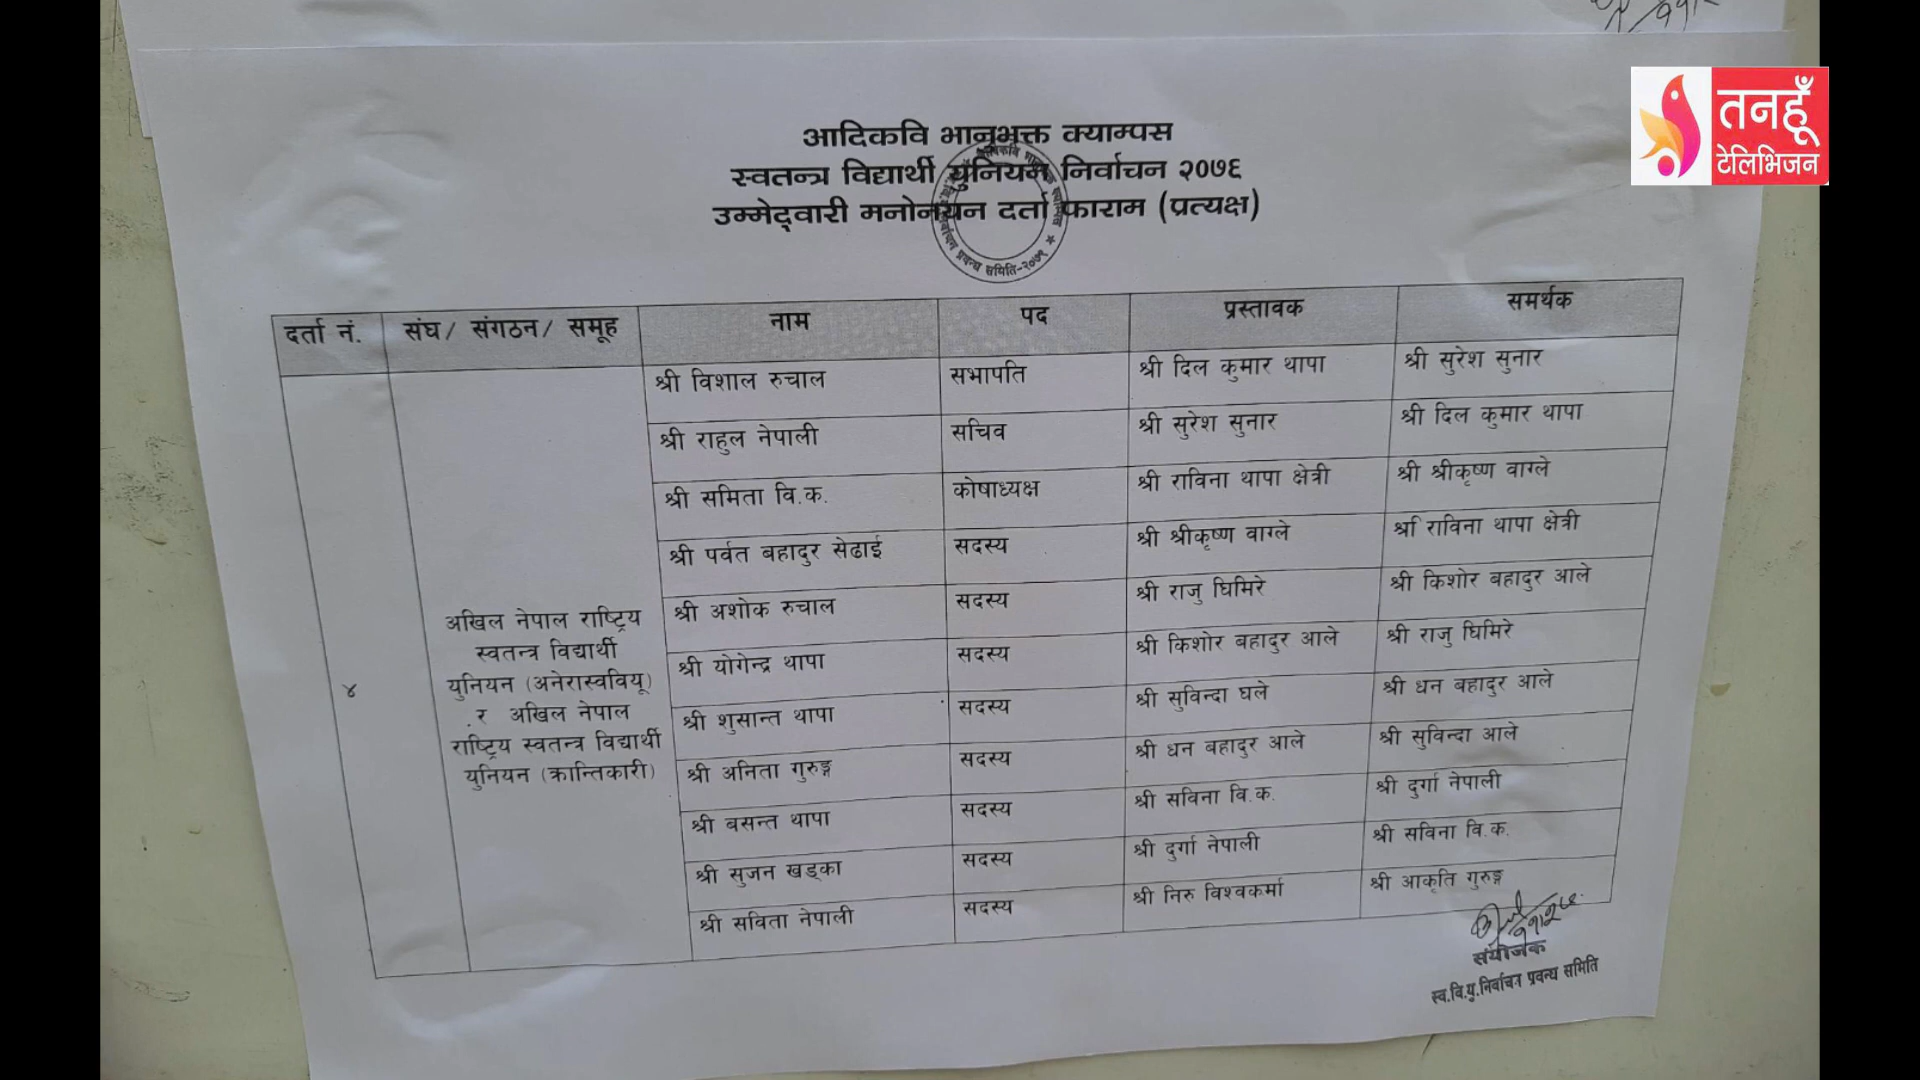 तनहूँ
टेलिभिजन
आदिकवि भानुभक्त क्याम्पस
स्वतन्त्र विद्यार्थी युनियन निर्वाचन २०७६
उम्मेद्वारी मनोनयन दर्ता फाराम (प्रत्यक्ष)
दर्ता नं. संघ/ संगठन/ समूह नाम पद प्रस्तावक समर्थक
श्री विशाल रुचाल सभापति श्री दिल कुमार थापा श्री सुरेश सुनार
श्री राहुल नेपाली सचिव श्री सुरेश सुनार श्री दिल कुमार थापा
श्री समिता वि.क. कोषाध्यक्ष श्री राविना थापा क्षेत्री श्री श्रीकृष्ण वाग्ले
श्री पर्वत बहादुर सेढाई सदस्य श्री श्रीकृष्ण वाग्ले श्री राविना थापा क्षेत्री
श्री अशोक रुचाल सदस्य श्री राजु घिमिरे श्री किशोर बहादुर आले
श्री योगेन्द्र थापा सदस्य श्री किशोर बहादुर आले श्री राजु घिमिरे
श्री शुसान्त थापा सदस्य श्री सुविन्दा घले श्री धन बहादुर आले
श्री अनिता गुरुङ्ग सदस्य श्री धन बहादुर आले श्री सुविन्दा आले
श्री बसन्त थापा सदस्य श्री सविना वि.क. श्री दुर्गा नेपाली
श्री सुजन खड्का सदस्य श्री दुर्गा नेपाली श्री सविना वि.क.
श्री सविता नेपाली सदस्य श्री निरु विश्वकर्मा श्री आकृति गुरुङ्ग
४
अखिल नेपाल राष्ट्रिय
स्वतन्त्र विद्यार्थी
युनियन (अनेरास्ववियू)
र अखिल नेपाल
राष्ट्रिय स्वतन्त्र विद्यार्थी
युनियन (क्रान्तिकारी)
संयोजक
स्व.वि.यु.निर्वाचन प्रवन्ध समिति